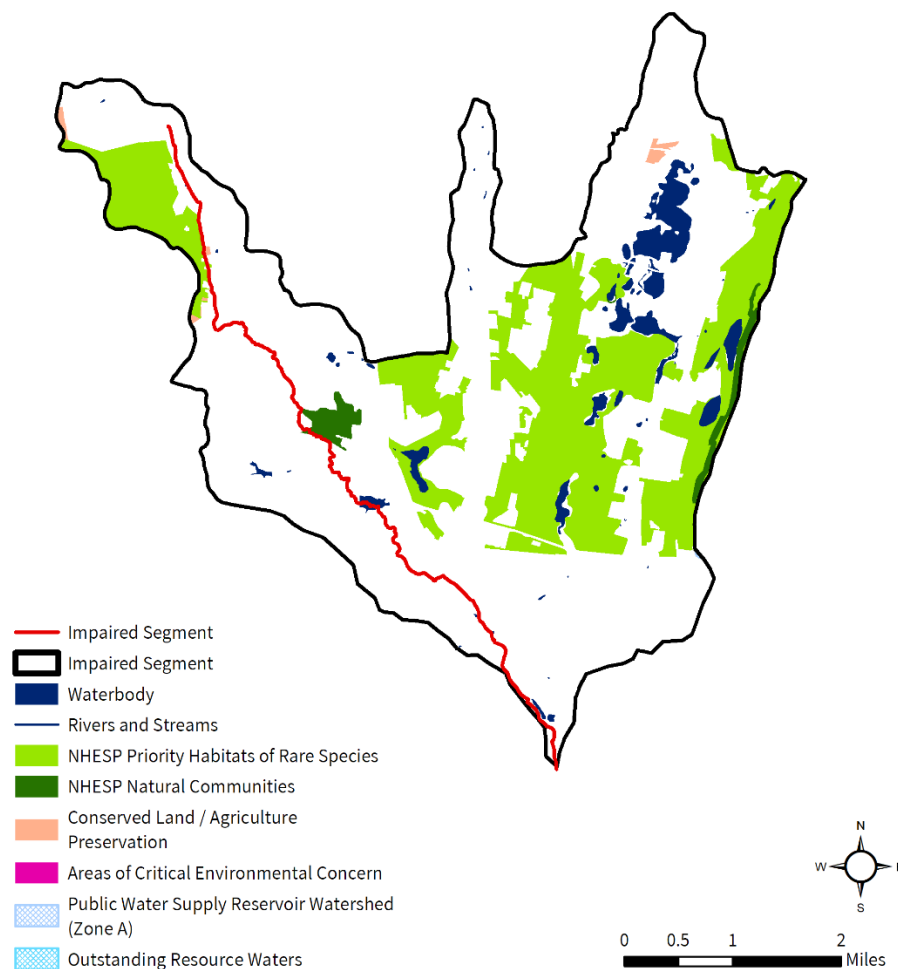 Impaired Segment
Impaired Segment
Waterbody
Rivers and Streams
NHESP Priority Habitats of Rare Species
NHESP Natural Communities
Conserved Land / Agriculture
Preservation
Areas of Critical Environmental Concern
Public Water Supply Reservoir Watershed
(Zone A)
Outstanding Resource Waters
N
W
S
0 0.5 1 2
Miles